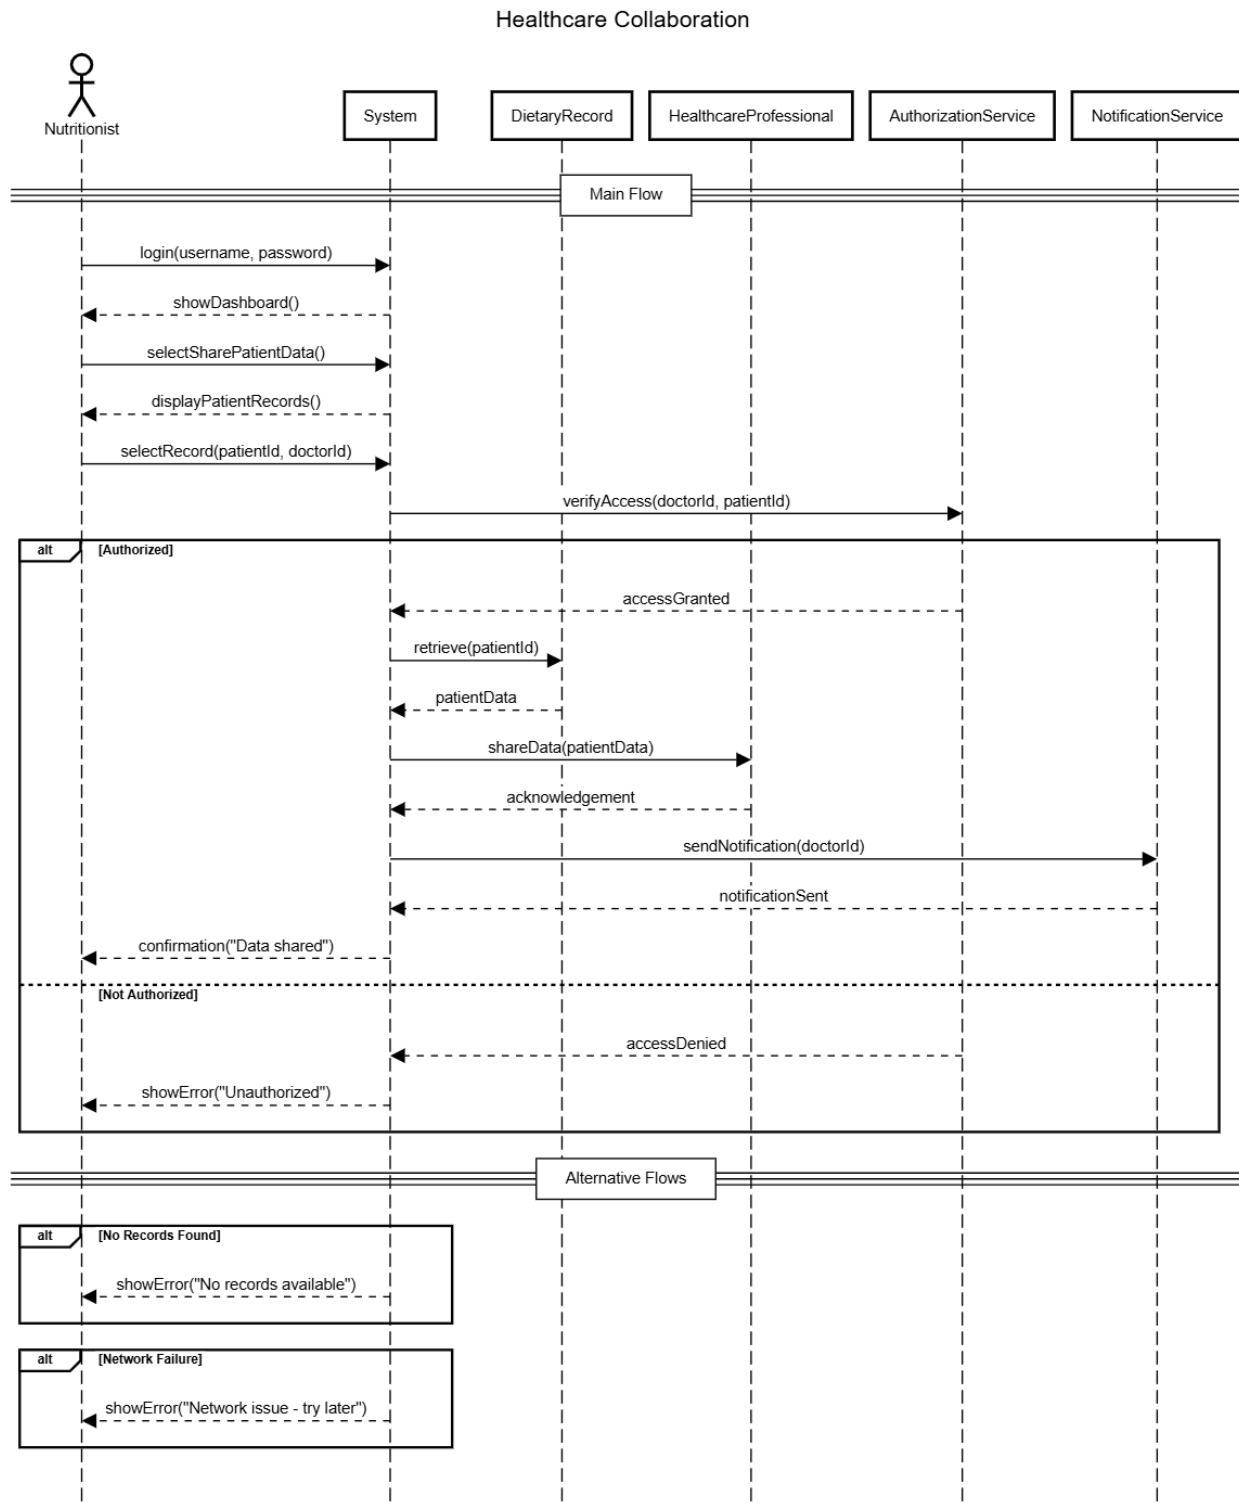 Healthcare Collaboration
Nutritionist
System
DietaryRecord
HealthcareProfessional
AuthorizationService
NotificationService
Main Flow
login(username, password)
showDashboard()
selectSharePatientData()
displayPatientRecords()
selectRecord(patientId, doctorId)
verifyAccess(doctorId, patientId)
alt [Authorized]
accessGranted
retrieve(patientId)
patientData
shareData(patientData)
acknowledgement
sendNotification(doctorId)
notificationSent
confirmation("Data shared")
[Not Authorized]
accessDenied
showError("Unauthorized")
Alternative Flows
alt [No Records Found]
showError("No records available")
alt [Network Failure]
showError("Network issue - try later")